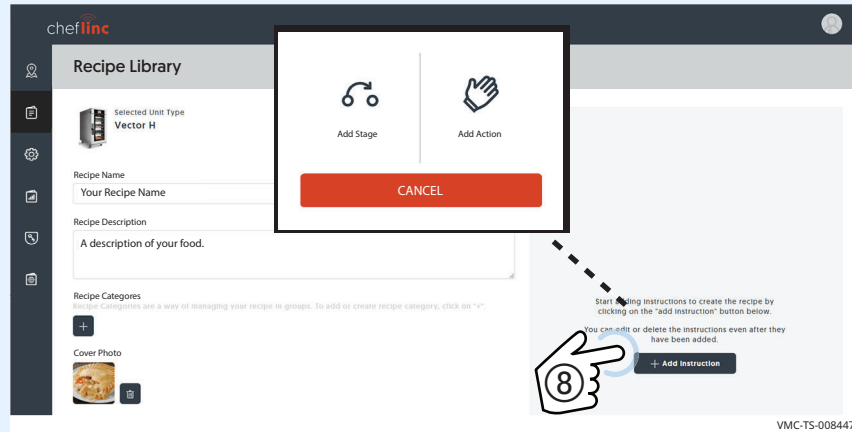 cheflinc
Recipe Library
Selected Unit Type
Vector H
Recipe Name
Your Recipe Name
Recipe Description
A description of your food.
Recipe Categores
Recipe Categories are a way of managing your recipe in groups. To add or create recipe category, click on "+".
+
Cover Photo
Add Stage
Add Action
CANCEL
Start adding instructions to create the recipe by
clicking on the "add instruction" button below.
You can edit or delete the instructions even after they
have been added.
+ Add Instruction
8
VMC-TS-008447